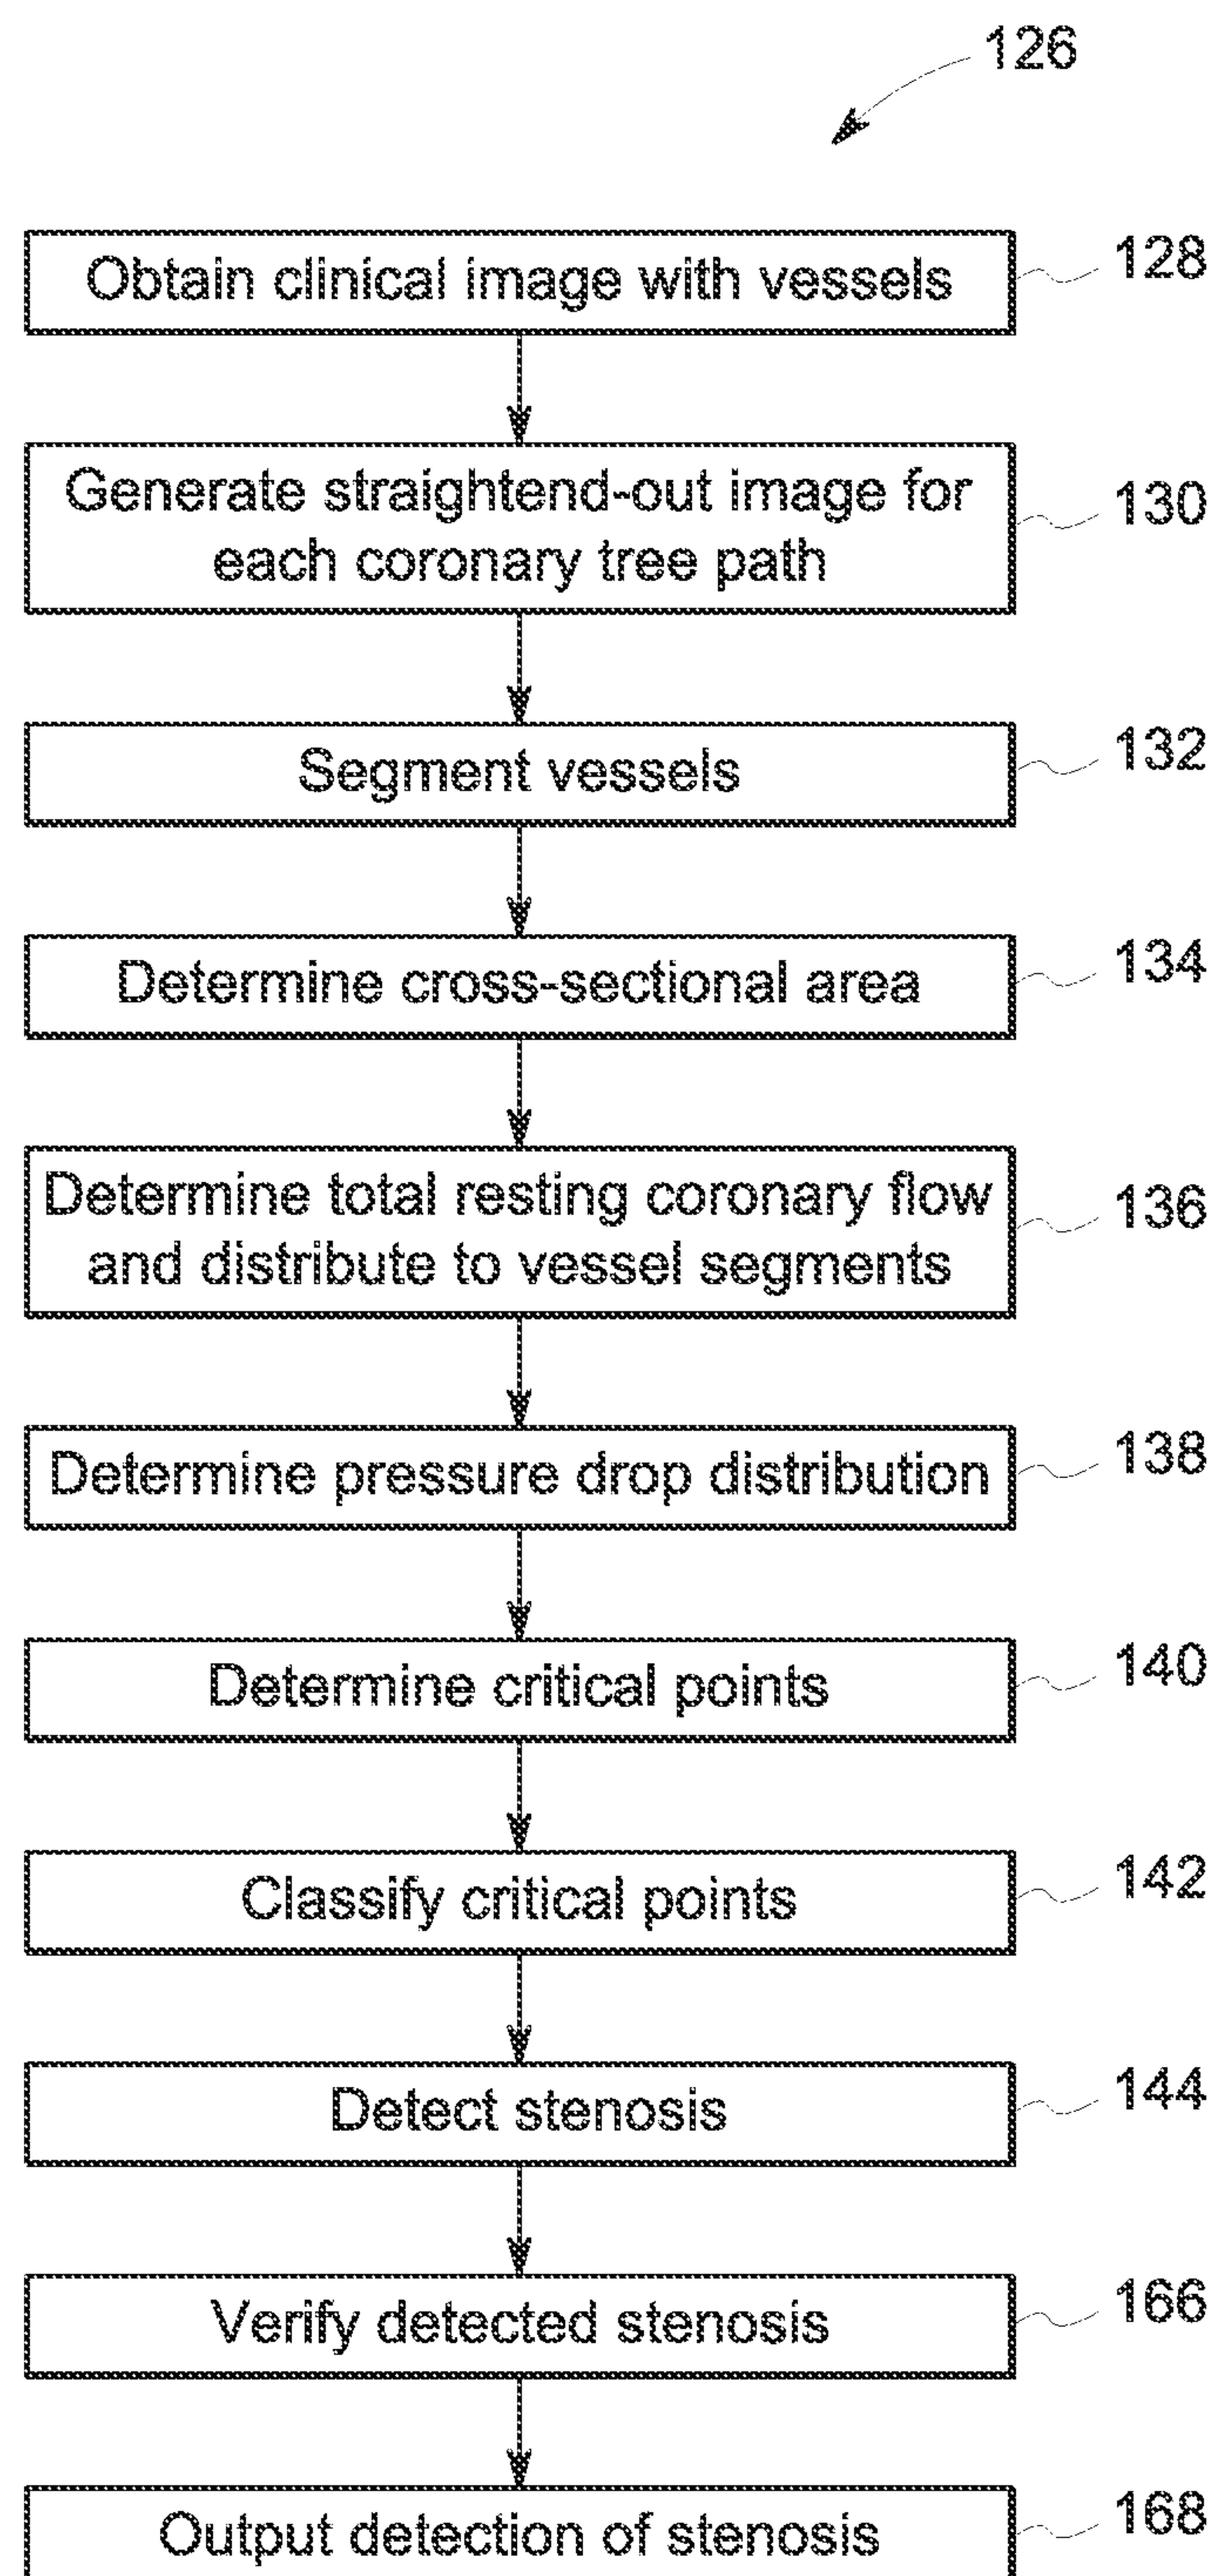 126
Obtain clinical image with vessels
128
Generate straightend-out image for
each coronary tree path
130
Segment vessels
132
Determine cross-sectional area
134
Determine total resting coronary flow
and distribute to vessel segments
136
Determine pressure drop distribution
138
Determine critical points
140
Classify critical points
142
Detect stenosis
144
Verify detected stenosis
166
Output detection of stenosis
168